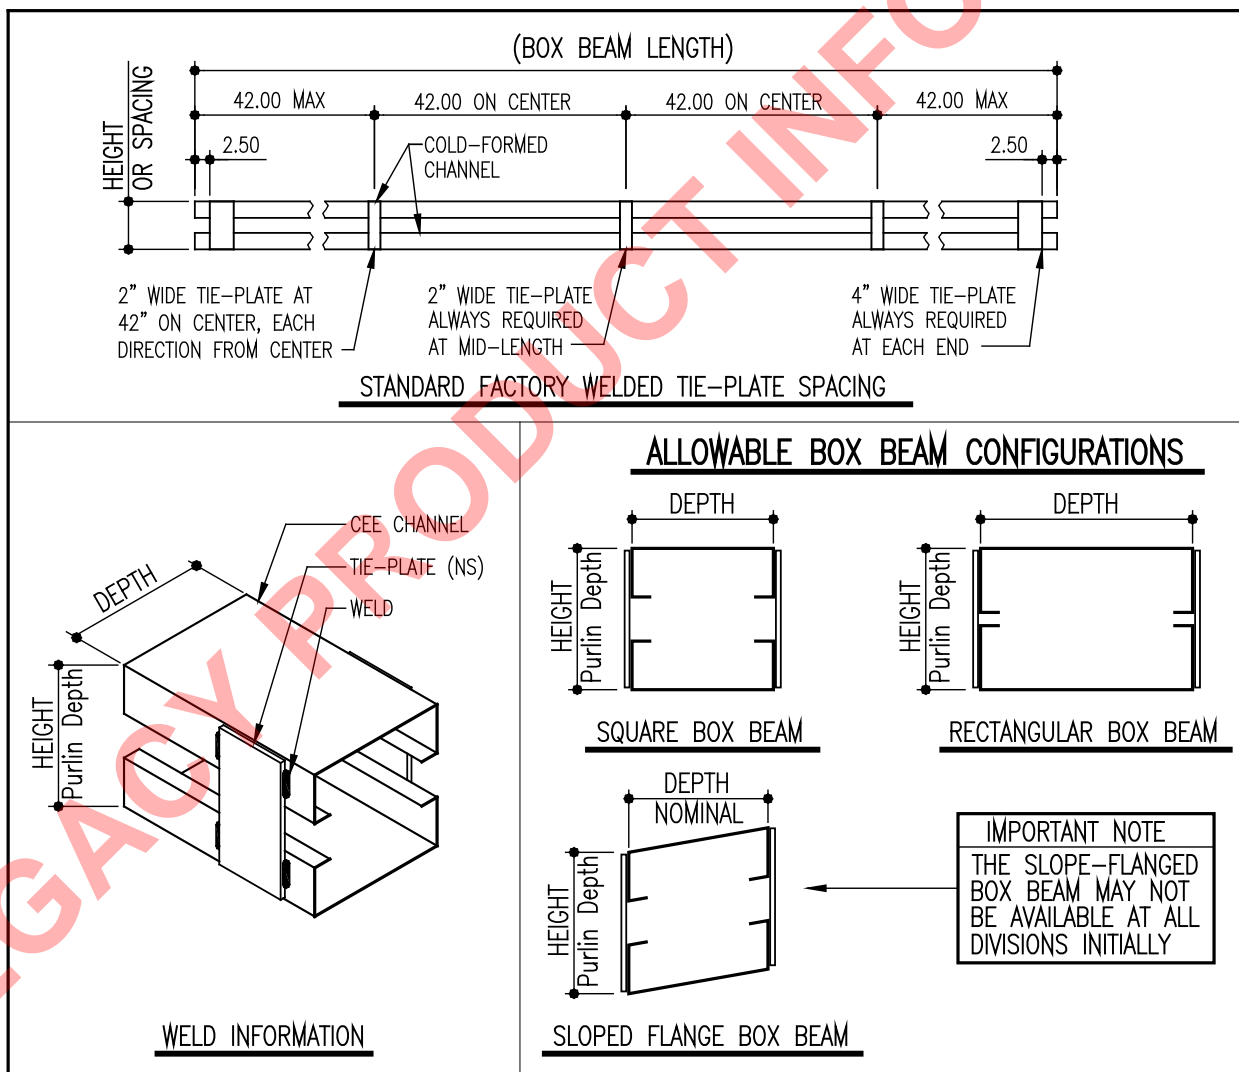 (BOX BEAM LENGTH)
42.00 MAX
42.00 ON CENTER
42.00 ON CENTER
42.00 MAX
HEIGHT
OR SPACING
2.50
2.50
COLD-FORMED
CHANNEL
2" WIDE TIE-PLATE AT
42" ON CENTER, EACH
DIRECTION FROM CENTER
2" WIDE TIE-PLATE
ALWAYS REQUIRED
AT MID-LENGTH
4" WIDE TIE-PLATE
ALWAYS REQUIRED
AT EACH END
STANDARD FACTORY WELDED TIE-PLATE SPACING
CEE CHANNEL
TIE-PLATE (NS)
WELD
DEPTH
HEIGHT
Purlin Depth
WELD INFORMATION
ALLOWABLE BOX BEAM CONFIGURATIONS
DEPTH
HEIGHT
Purlin Depth
SQUARE BOX BEAM
DEPTH
HEIGHT
Purlin Depth
RECTANGULAR BOX BEAM
DEPTH
NOMINAL
HEIGHT
Purlin Depth
SLOPED FLANGE BOX BEAM
IMPORTANT NOTE
THE SLOPE-FLANGED
BOX BEAM MAY NOT
BE AVAILABLE AT ALL
DIVISIONS INITIALLY
EGACY PRODUCT INFO